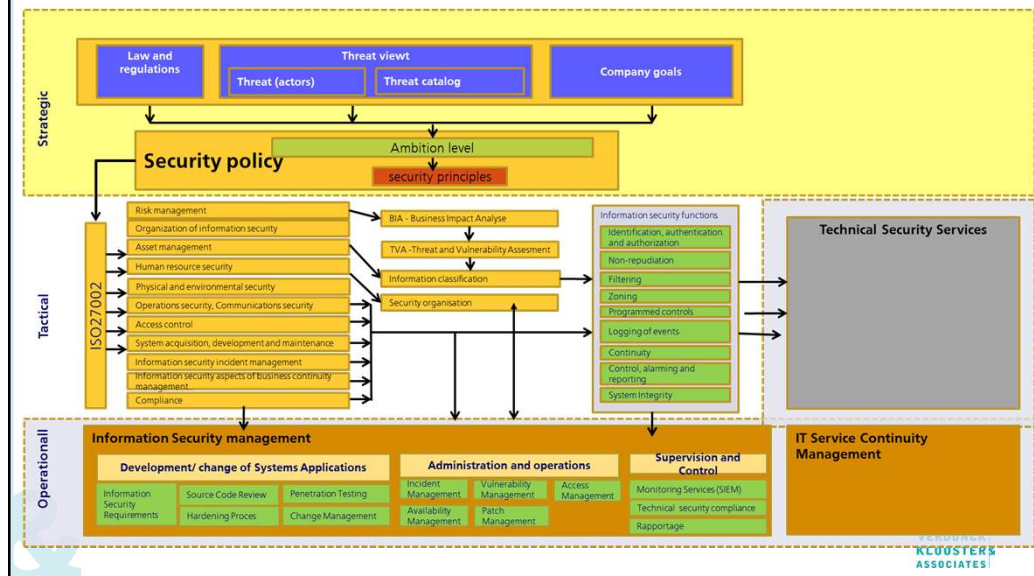 Law and
regulations
Threat viewt
Threat (actors)
Threat catalog
Company goals
Strategic
Security policy
Ambition level
security principles
Tactical
ISO27002
Risk management
Organization of information security
Asset management
Human resource security
Physical and environmental security
Operations security, Communications security
Access control
System acquisition, development and maintenance
Information security incident management
Information security aspects of business continuity
management..
Compliance
BIA - Business Impact Analyse
TVA -Threat and Vulnerability Assesment
Information classification
Security organisation
Information security functions
Identification, authentication
and authorization
Non-repudiation
Filtering
Zoning
Programmed controls
Logging of events
Continuity
Control, alarming and
reporting
System Integrity
Technical Security Services
Operationall
Information Security management
Development/ change of Systems Applications
Information
Security
Requirements
Source Code Review
Penetration Testing
Hardening Proces
Change Management
Administration and operations
Incident
Management
Vulnerability
Management
Access
Management
Availability
Management
Patch
Management
Supervision and
Control
Monitoring Services (SIEM)
Technical security compliance
Rapportage
IT Service Continuity
Management
VERDONCK
KLOOSTER&
ASSOCIATES